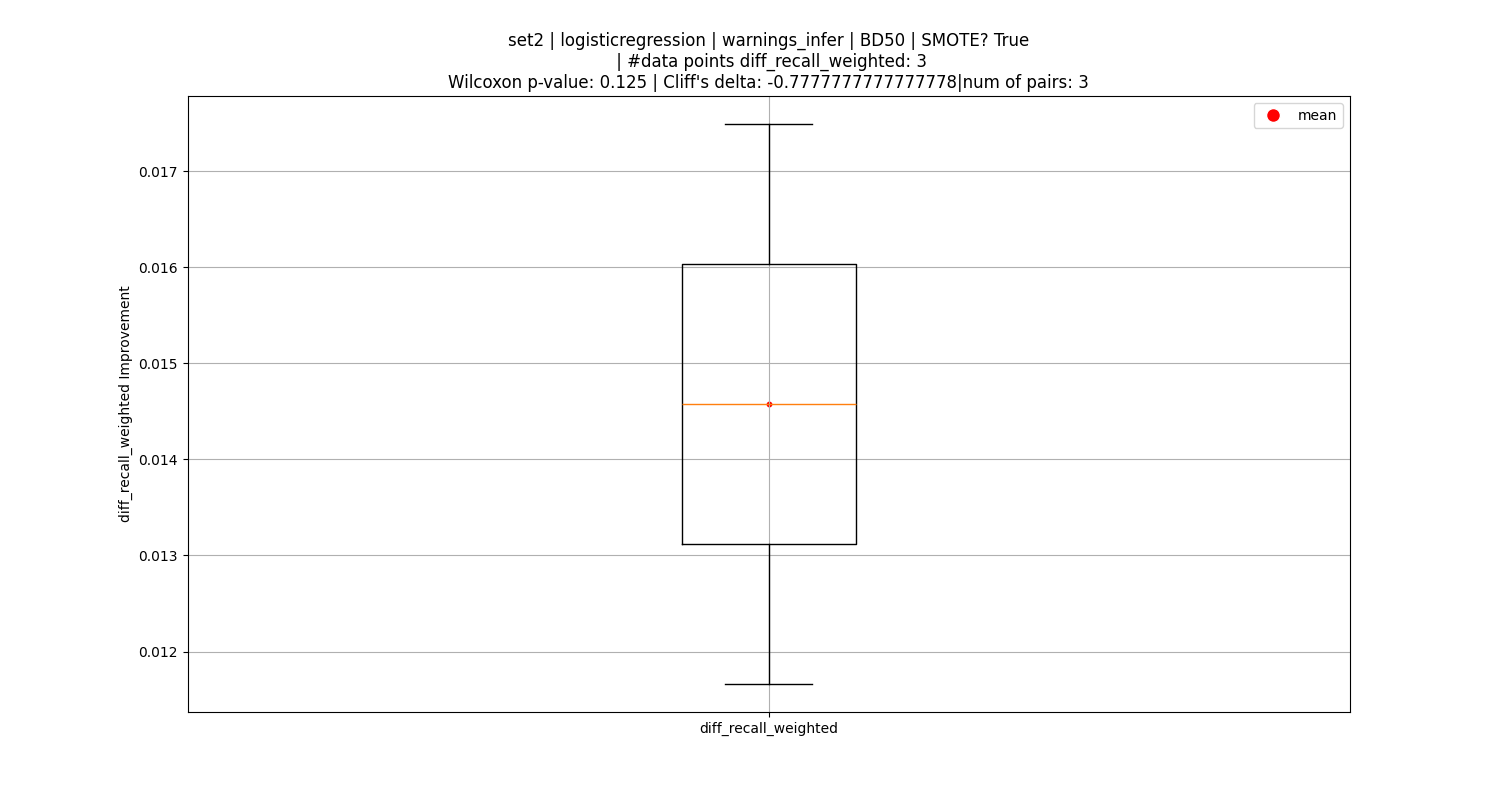 set2 | logisticregression | warnings_infer | BD50 | SMOTE? True
| #data points diff_recall_weighted: 3
Wilcoxon p-value: 0.125 | Cliff's delta: -0.7777777777777778|num of pairs: 3
mean
0.017
0.016
0.015
0.014
0.013
0.012
diff_recall_weighted Improvement
diff_recall_weighted